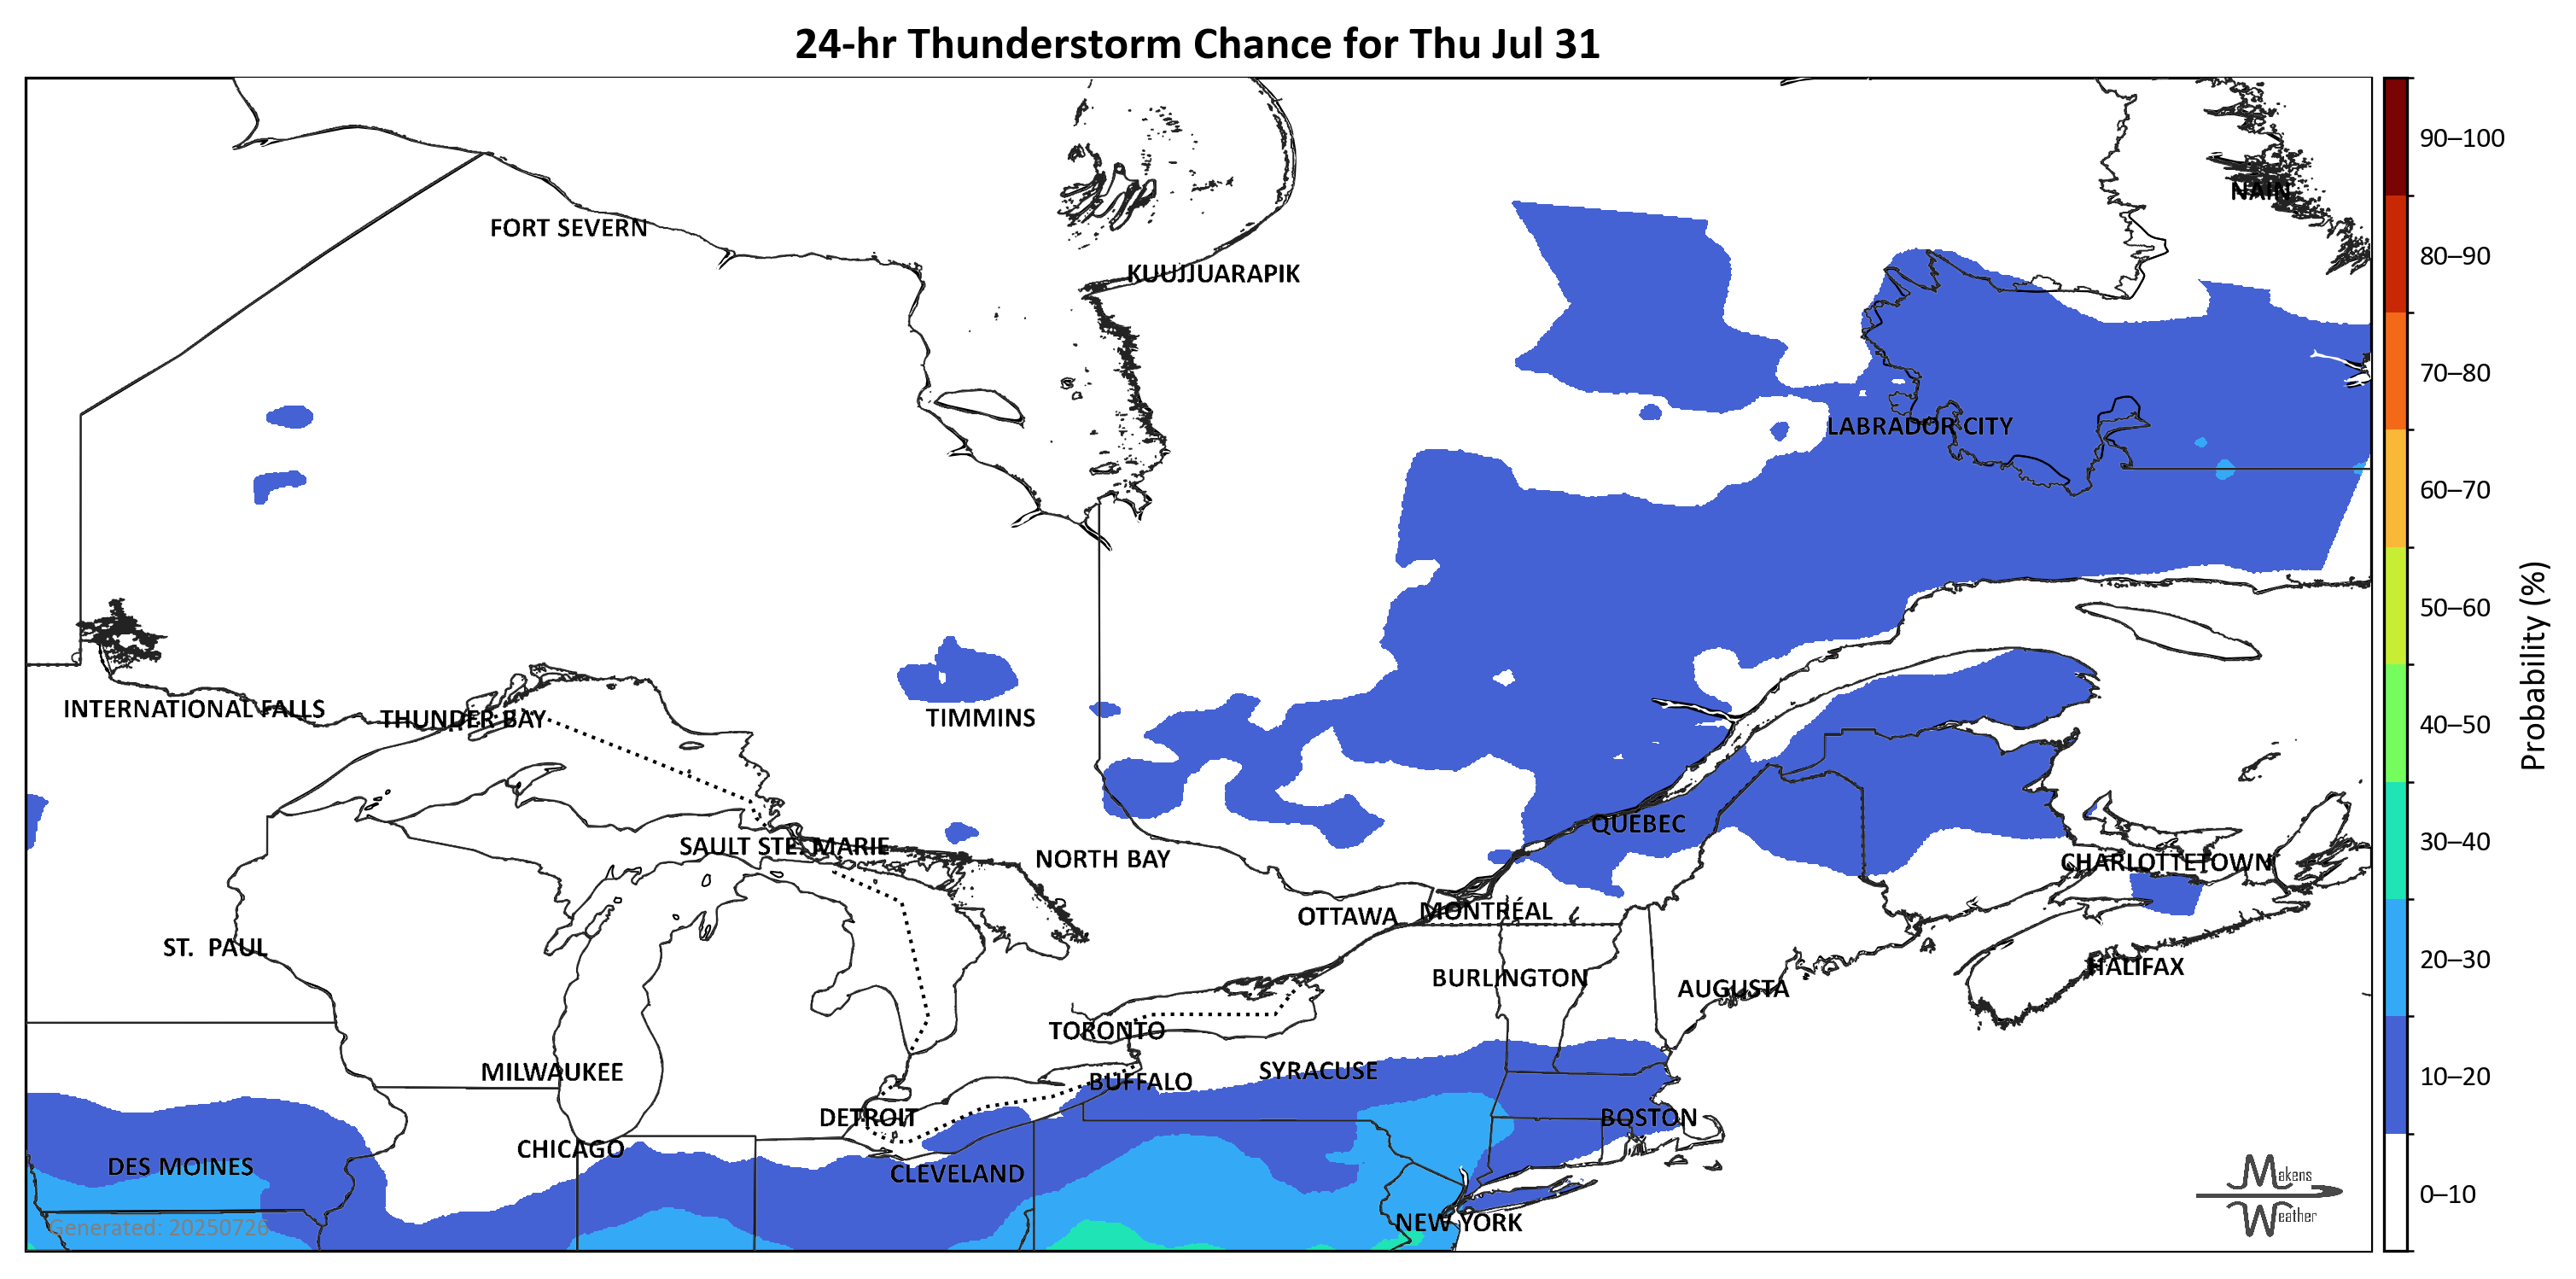 24-hr Thunderstorm Chance for Thu Jul 31
90–100
NAIN
FORT SEVERN
80–90
KUUJJUARAPIK
70–80
LABRADOR CITY
60–70
50–60
INTERNATIONAL FALLS
THUNDER BAY
TIMMINS
40–50
Probability (%)
QUEBEC
30–40
SAULT STE. MARIE
NORTH BAY
CHARLOTTETOWN
OTTAWA
MONTRÉAL
ST. PAUL
20–30
HALIFAX
BURLINGTON
AUGUSTA
TORONTO
MILWAUKEE
SYRACUSE
BUFFALO
10–20
DETROIT
BOSTON
CHICAGO
DES MOINES
CLEVELAND
Makens
Weather
0–10
NEW YORK
Generated: 20250726